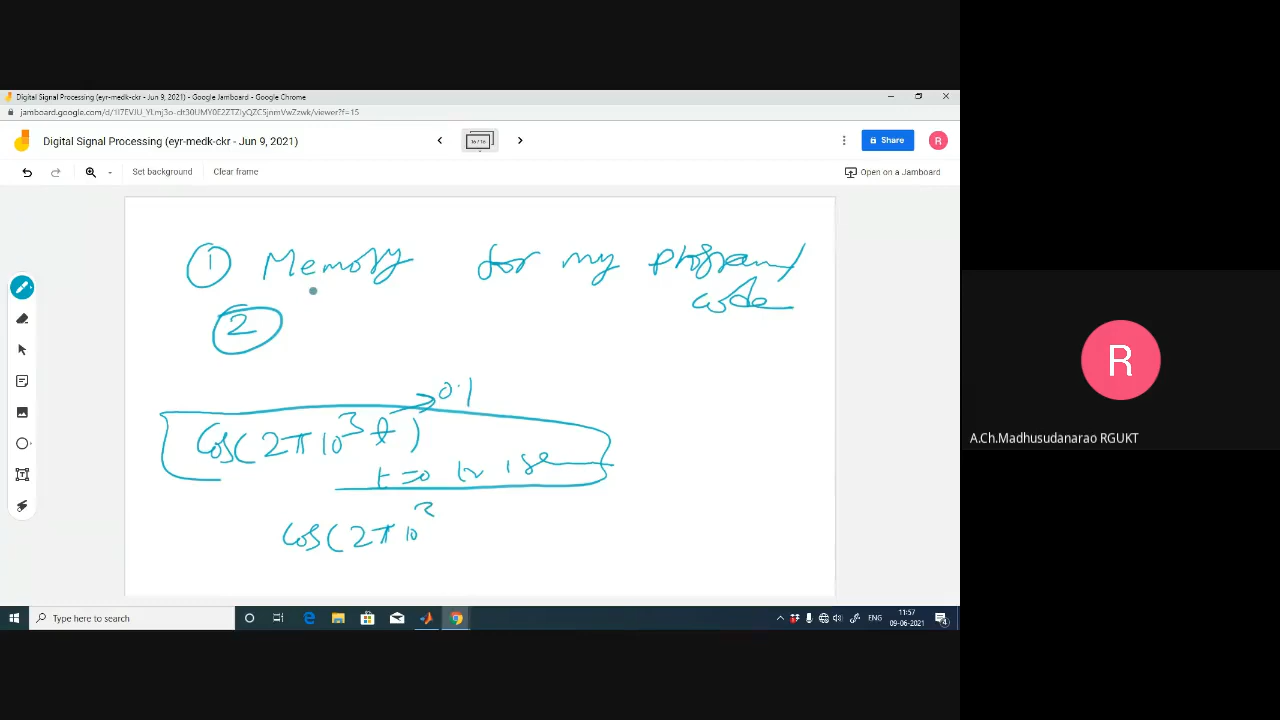 Digital Signal Processing (eyr-medk-ckr - Jun 9, 2021) - Google Jamboard - Google Chrome
Digital Signal Processing (eyr-medk-ckr - Jun 9, 2021)
16 / 16
Share
R
Set background
Clear frame
Open on a Jamboard
① Memory for my program/
code
②
0.1
Cos(2π10³t)
t=0 to 1 sec
Cos(2π10³
R
A.Ch.Madhusudanarao RGUKT
Type here to search
ENG
11:57
09-06-2021
4